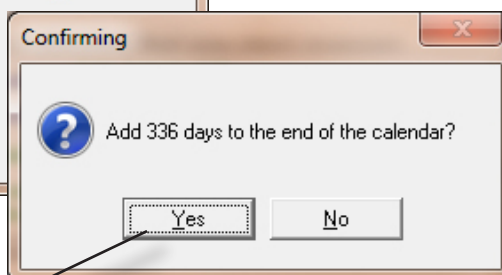 Confirming
Add 336 days to the end of the calendar?
Yes
No